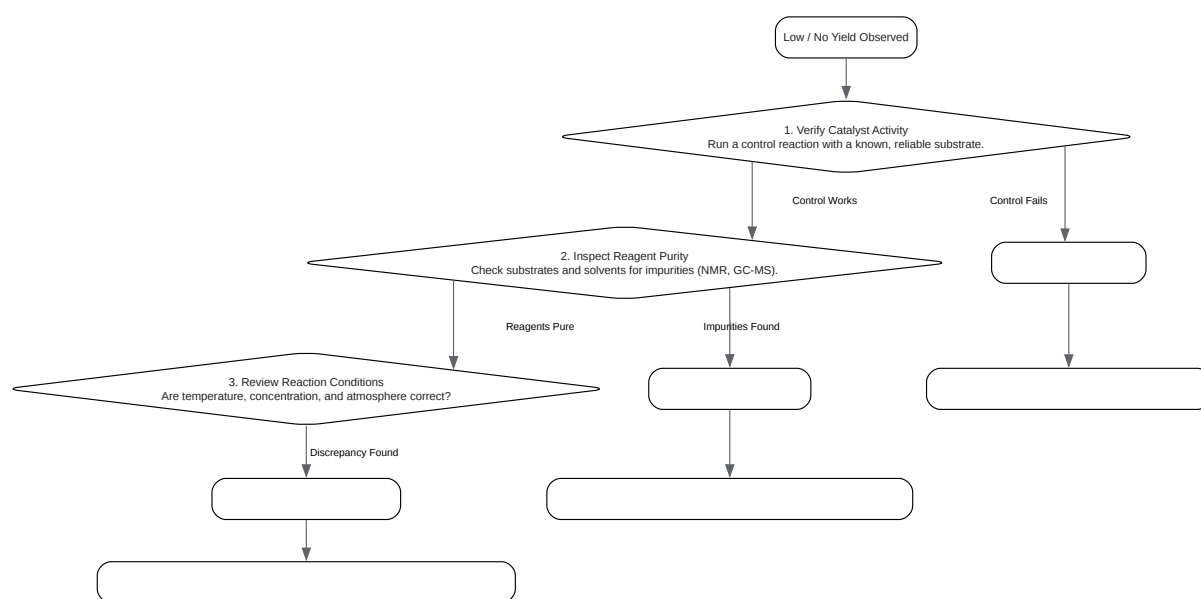 Low / No Yield Observed
1. Verify Catalyst Activity
Run a control reaction with a known, reliable substrate.
Control Works
Control Fails
2. Inspect Reagent Purity
Check substrates and solvents for impurities (NMR, GC-MS).
Reagents Pure
Impurities Found
3. Review Reaction Conditions
Are temperature, concentration, and atmosphere correct?
Discrepancy Found